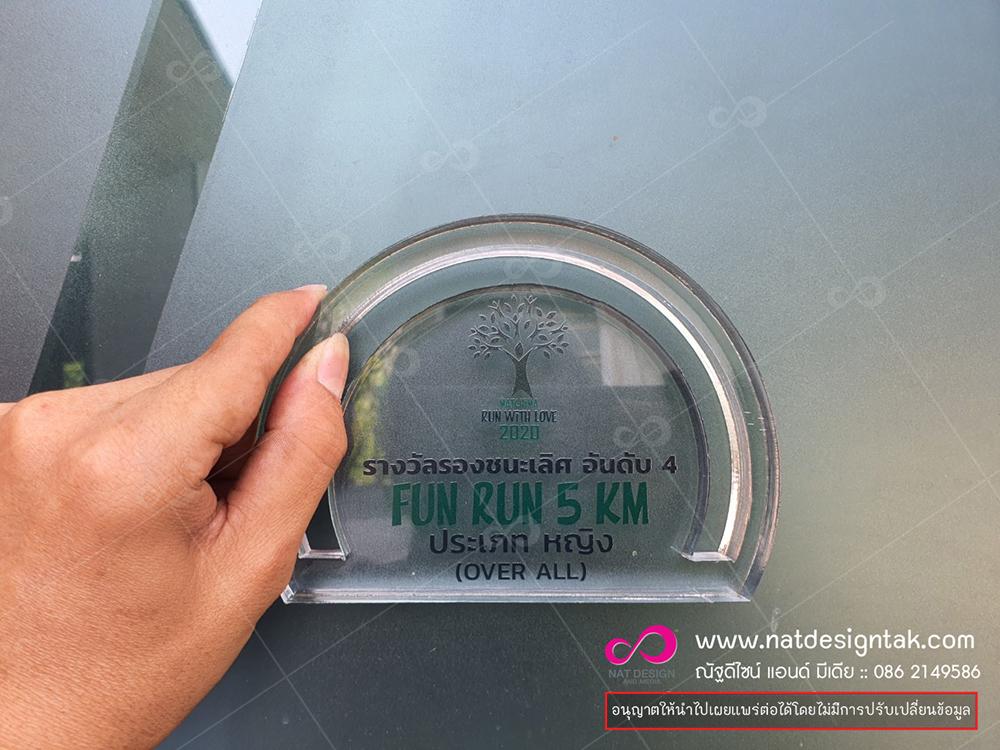 RUN WiTH LOVE
2020
รางวัลรองชนะเลิศ อันดับ 4
FUN RUN 5 KM
ประเภท หญิง
(OVER ALL)
www.natdesigntak.com
NAT DESIGN
AND MEDIA
ณัฐดีไซน์ แอนด์ มีเดีย :: 086 2149586
อนุญาตให้นำไปเผยแพร่ต่อได้โดยไม่มีการปรับเปลี่ยนข้อมูล